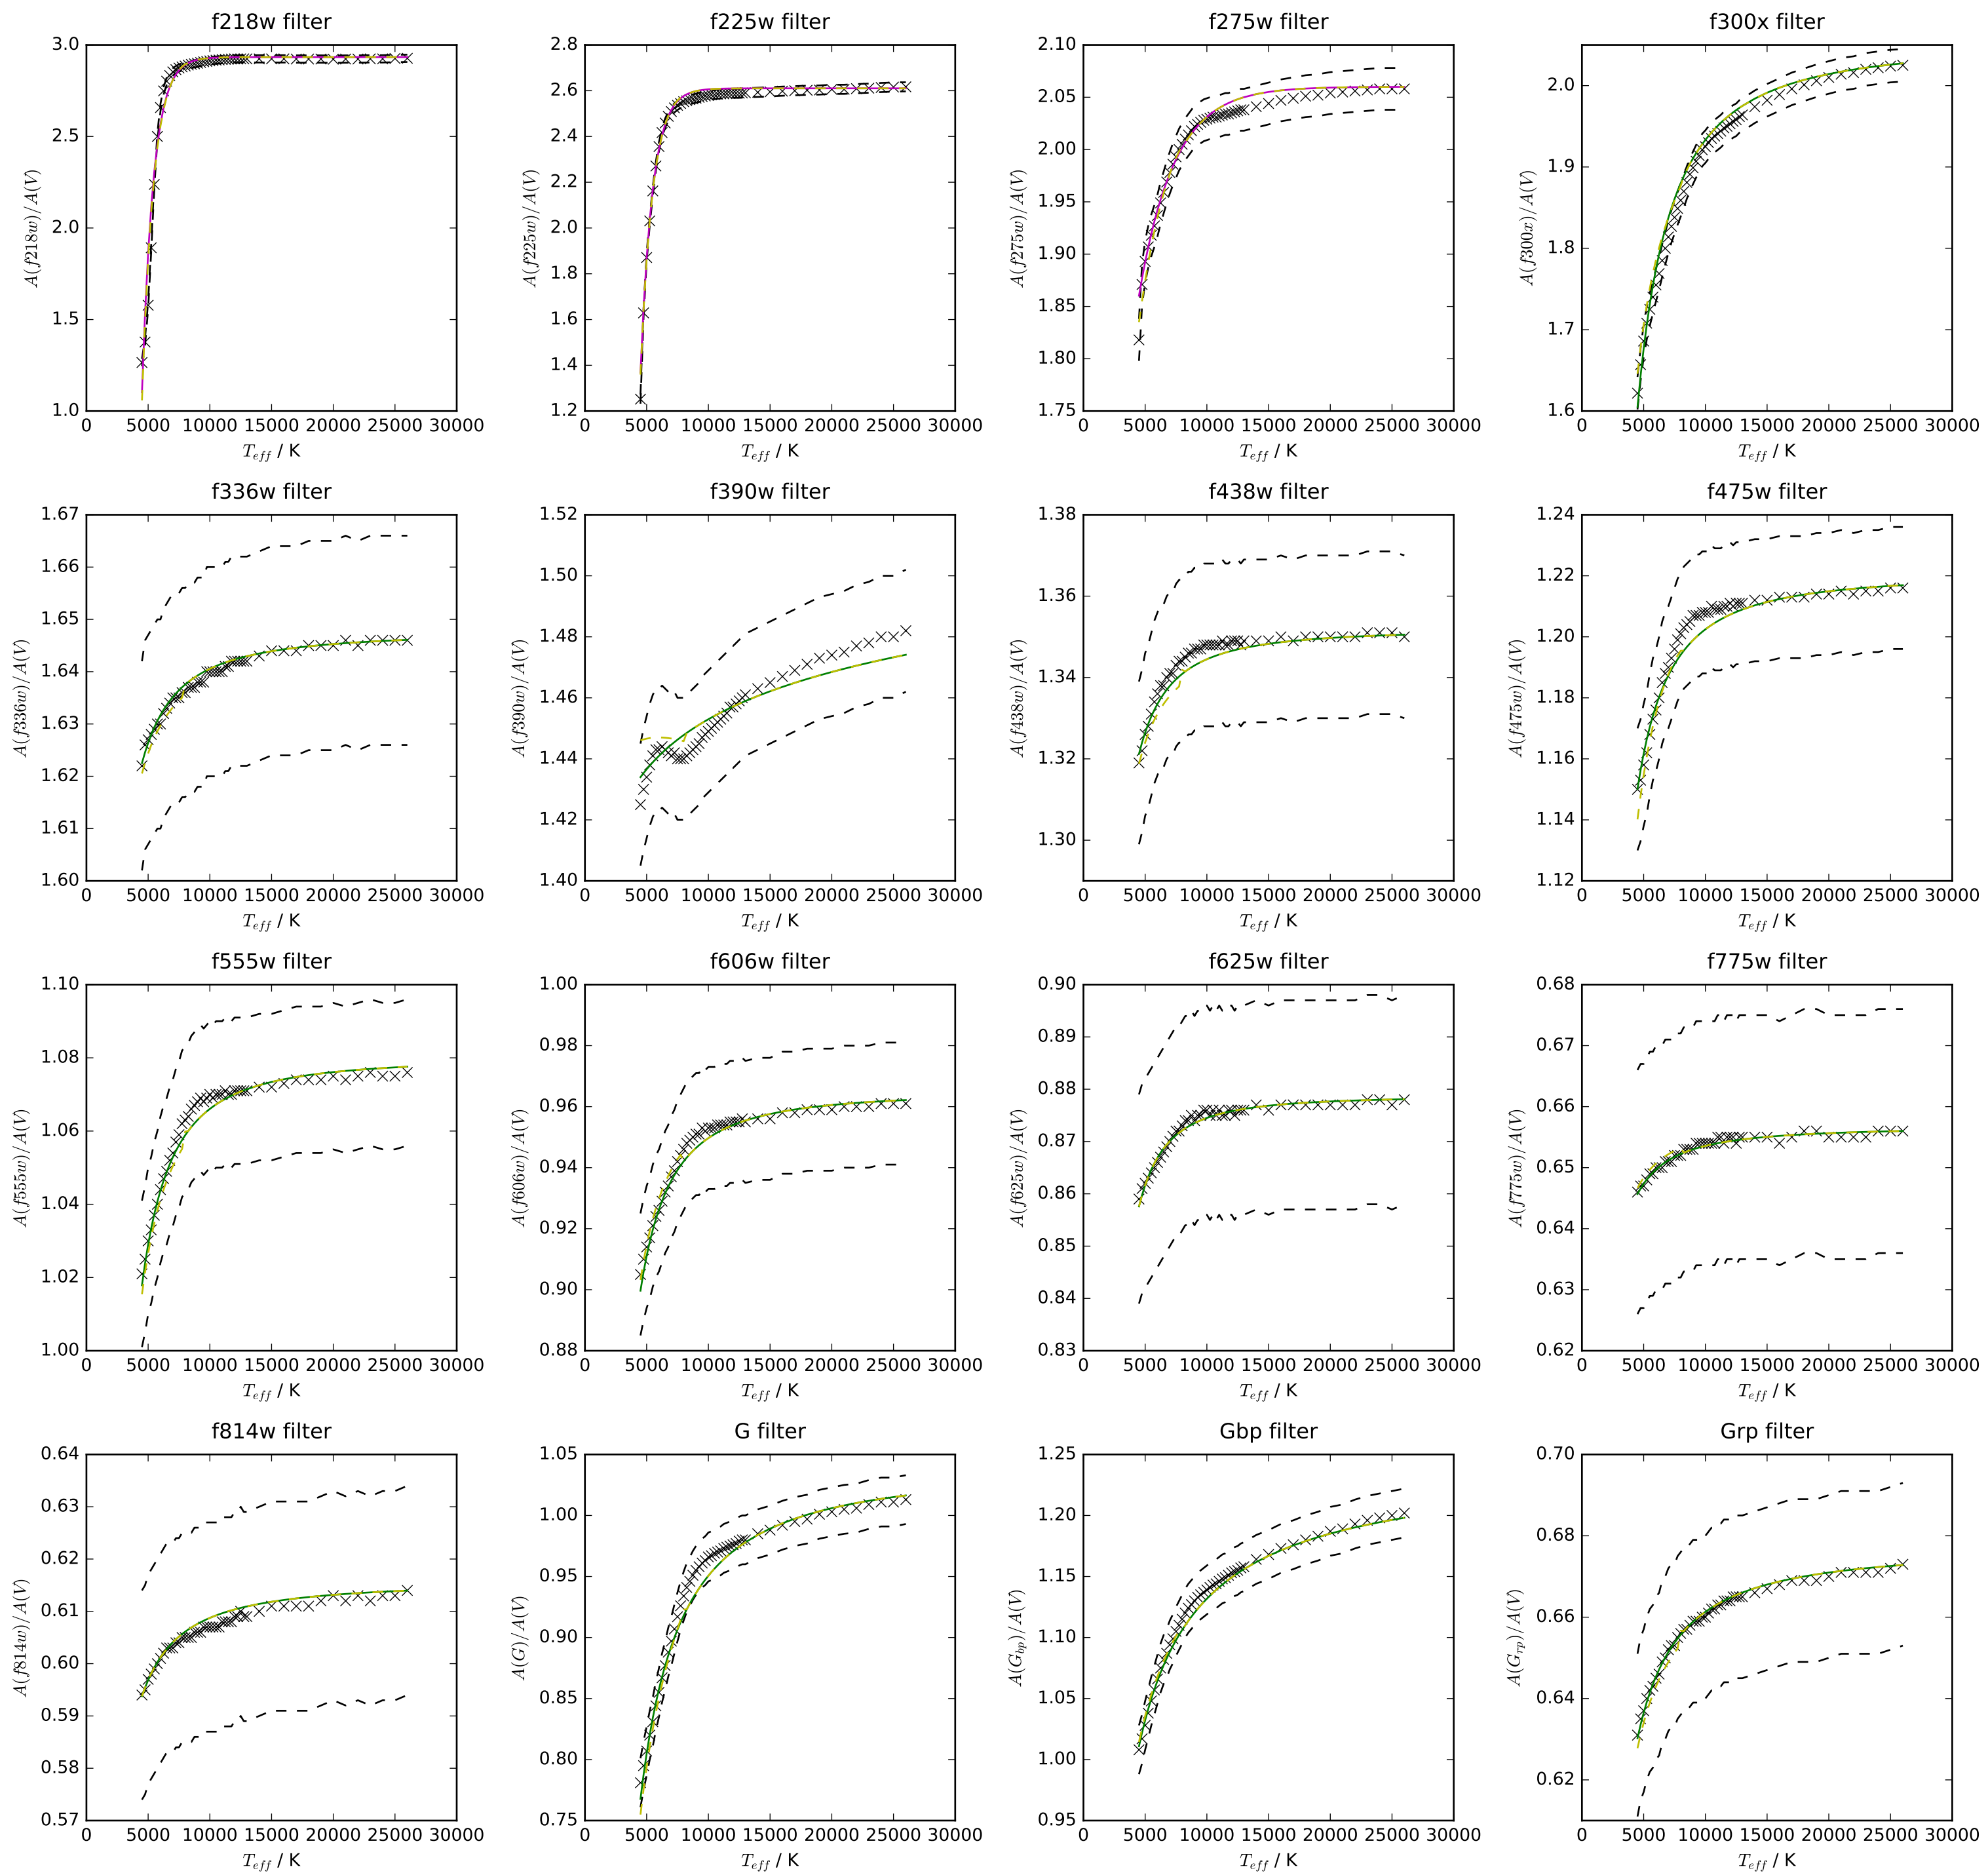 f218w filter
f225w filter
f275w filter
f300x filter
3.0
2.5
2.0
1.5
1.0
A(f218w)/A(V)
0 5000 10000 15000 20000 25000 30000
T_eff / K
2.8
2.6
2.4
2.2
2.0
1.8
1.6
1.4
1.2
A(f225w)/A(V)
0 5000 10000 15000 20000 25000 30000
T_eff / K
2.10
2.05
2.00
1.95
1.90
1.85
1.80
1.75
A(f275w)/A(V)
0 5000 10000 15000 20000 25000 30000
T_eff / K
2.0
1.9
1.8
1.7
1.6
A(f300x)/A(V)
0 5000 10000 15000 20000 25000 30000
T_eff / K
f336w filter
f390w filter
f438w filter
f475w filter
1.67
1.66
1.65
1.64
1.63
1.62
1.61
1.60
A(f336w)/A(V)
0 5000 10000 15000 20000 25000 30000
T_eff / K
1.52
1.50
1.48
1.46
1.44
1.42
1.40
A(f390w)/A(V)
0 5000 10000 15000 20000 25000 30000
T_eff / K
1.38
1.36
1.34
1.32
1.30
A(f438w)/A(V)
0 5000 10000 15000 20000 25000 30000
T_eff / K
1.24
1.22
1.20
1.18
1.16
1.14
1.12
A(f475w)/A(V)
0 5000 10000 15000 20000 25000 30000
T_eff / K
f555w filter
f606w filter
f625w filter
f775w filter
1.10
1.08
1.06
1.04
1.02
1.00
A(f555w)/A(V)
0 5000 10000 15000 20000 25000 30000
T_eff / K
1.00
0.98
0.96
0.94
0.92
0.90
0.88
A(f606w)/A(V)
0 5000 10000 15000 20000 25000 30000
T_eff / K
0.90
0.89
0.88
0.87
0.86
0.85
0.84
0.83
A(f625w)/A(V)
0 5000 10000 15000 20000 25000 30000
T_eff / K
0.68
0.67
0.66
0.65
0.64
0.63
0.62
A(f775w)/A(V)
0 5000 10000 15000 20000 25000 30000
T_eff / K
f814w filter
G filter
Gbp filter
Grp filter
0.64
0.63
0.62
0.61
0.60
0.59
0.58
0.57
A(f814w)/A(V)
0 5000 10000 15000 20000 25000 30000
T_eff / K
1.05
1.00
0.95
0.90
0.85
0.80
0.75
A(G)/A(V)
0 5000 10000 15000 20000 25000 30000
T_eff / K
1.25
1.20
1.15
1.10
1.05
1.00
0.95
A(G_bp)/A(V)
0 5000 10000 15000 20000 25000 30000
T_eff / K
0.70
0.68
0.66
0.64
0.62
A(G_rp)/A(V)
0 5000 10000 15000 20000 25000 30000
T_eff / K